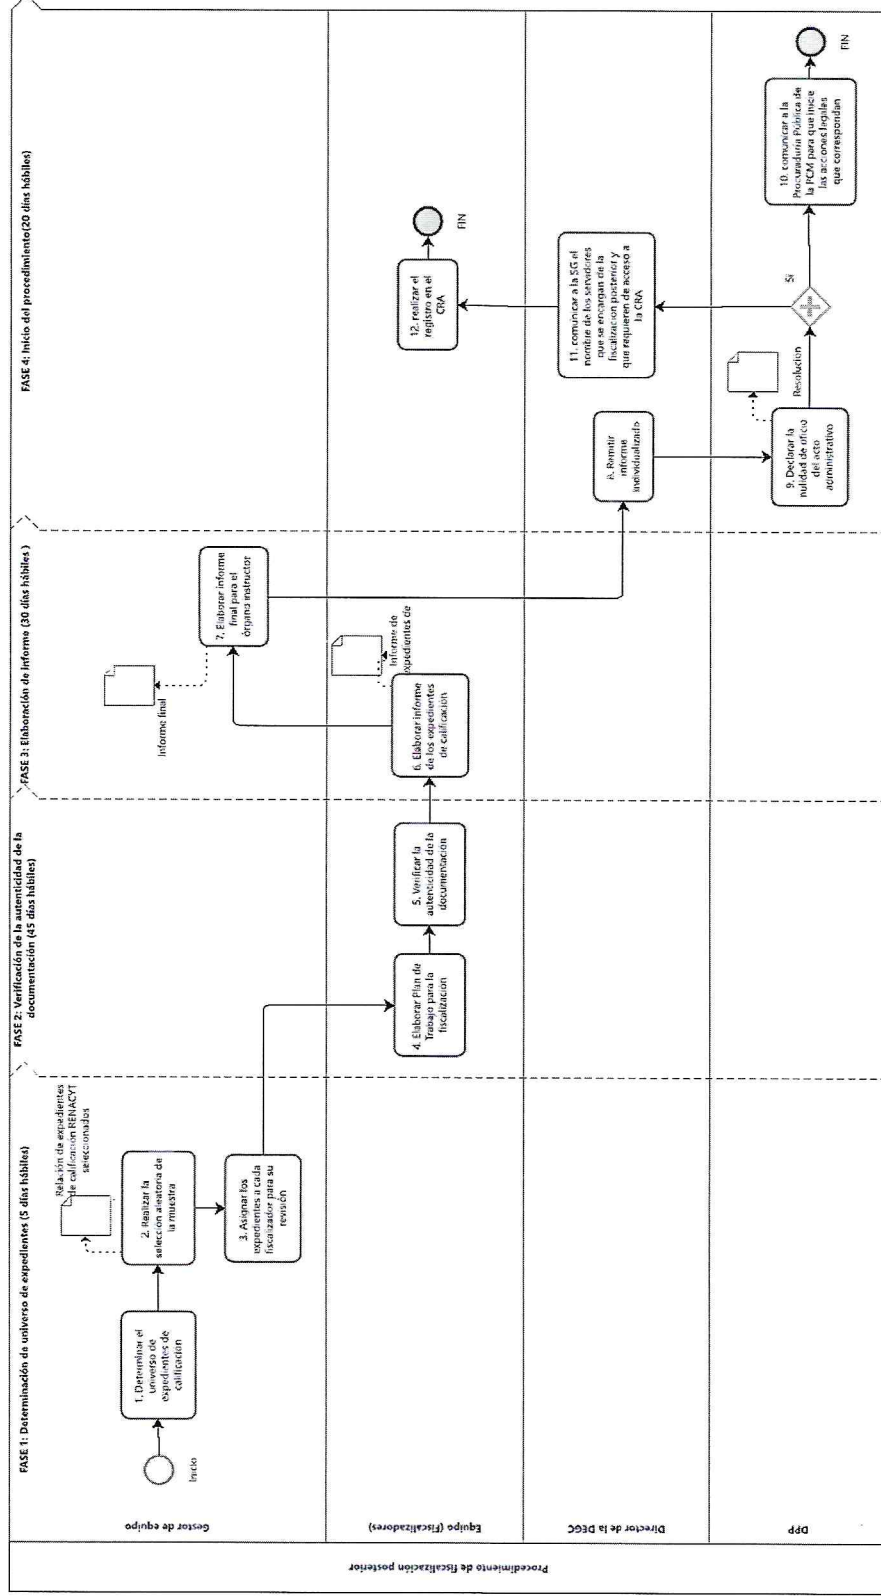 Procedimiento de fiscalización posterior
Gestor de equipo
Equipo (Fiscalizadores)
Director de la DEGC
DPP
FASE 1: Determinación de universo de expedientes (5 días hábiles)
Inicio
1. Determinar el
universo de
expedientes de
calificación
2. Realizar la
selección aleatoria de
la muestra
Relación de expedientes
de calificación RENACYT
seleccionados
3. Asignar los
expedientes a cada
fiscalizador para su
revisión
FASE 2: Verificación de la autenticidad de la
documentación (45 días hábiles)
4. Elaborar Plan de
Trabajo para la
fiscalización
5. Verificar la
autenticidad de la
documentación
FASE 3: Elaboración de informe (30 días hábiles )
6. Elaborar informe
de los expedientes
de calificación
Informe de
expedientes de
7. Elaborar informe
final para el
órgano instructor
Informe final
FASE 4: Inicio del procedimiento(20 días hábiles)
8. Remitir
informe
individualizado
9. Declarar la
nulidad de oficio
del acto
administrativo
Resolución
Si
10. comunicar a la
Procuraduría Pública de
la PCM para que inicie
las acciones legales
que correspondan
FIN
11. comunicar a la SG el
nombre de los servidores
que se encargan de la
fiscalización posterior y
que requieren de acceso a
la CRA
12. realizar el
registro en el
CRA
FIN